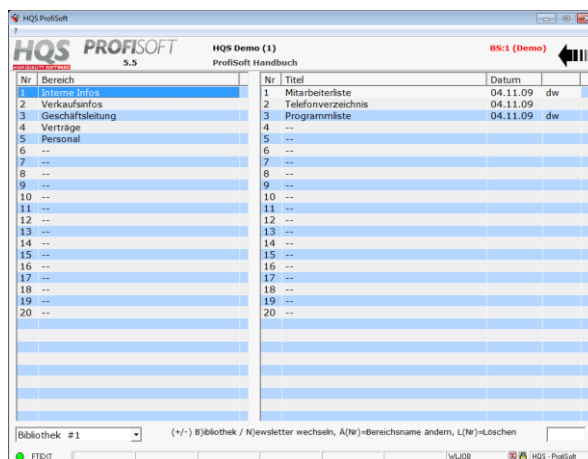 HQS ProfiSoft
?
HQS PROFISOFT HQS Demo (1) BS:1 (Demo)
HIGH QUALITY SOFTWARE 5.5 ProfiSoft Handbuch
Nr Bereich Nr Titel Datum
1 Interne Infos 1 Mitarbeiterliste 04.11.09 dw
2 Verkaufsinfos 2 Telefonverzeichnis 04.11.09
3 Geschäftsleitung 3 Programmliste 04.11.09 dw
4 Verträge 4 --
5 Personal 5 --
6 -- 6 --
7 -- 7 --
8 -- 8 --
9 -- 9 --
10 -- 10 --
11 -- 11 --
12 -- 12 --
13 -- 13 --
14 -- 14 --
15 -- 15 --
16 -- 16 --
17 -- 17 --
18 -- 18 --
19 -- 19 --
20 -- 20 --
Bibliothek #1 (+/-) B)ibliothek / N)ewsletter wechseln, Ä(Nr)=Bereichsname ändern, L(Nr)=Löschen
FTEXT WLJOB HQS - ProfiSoft